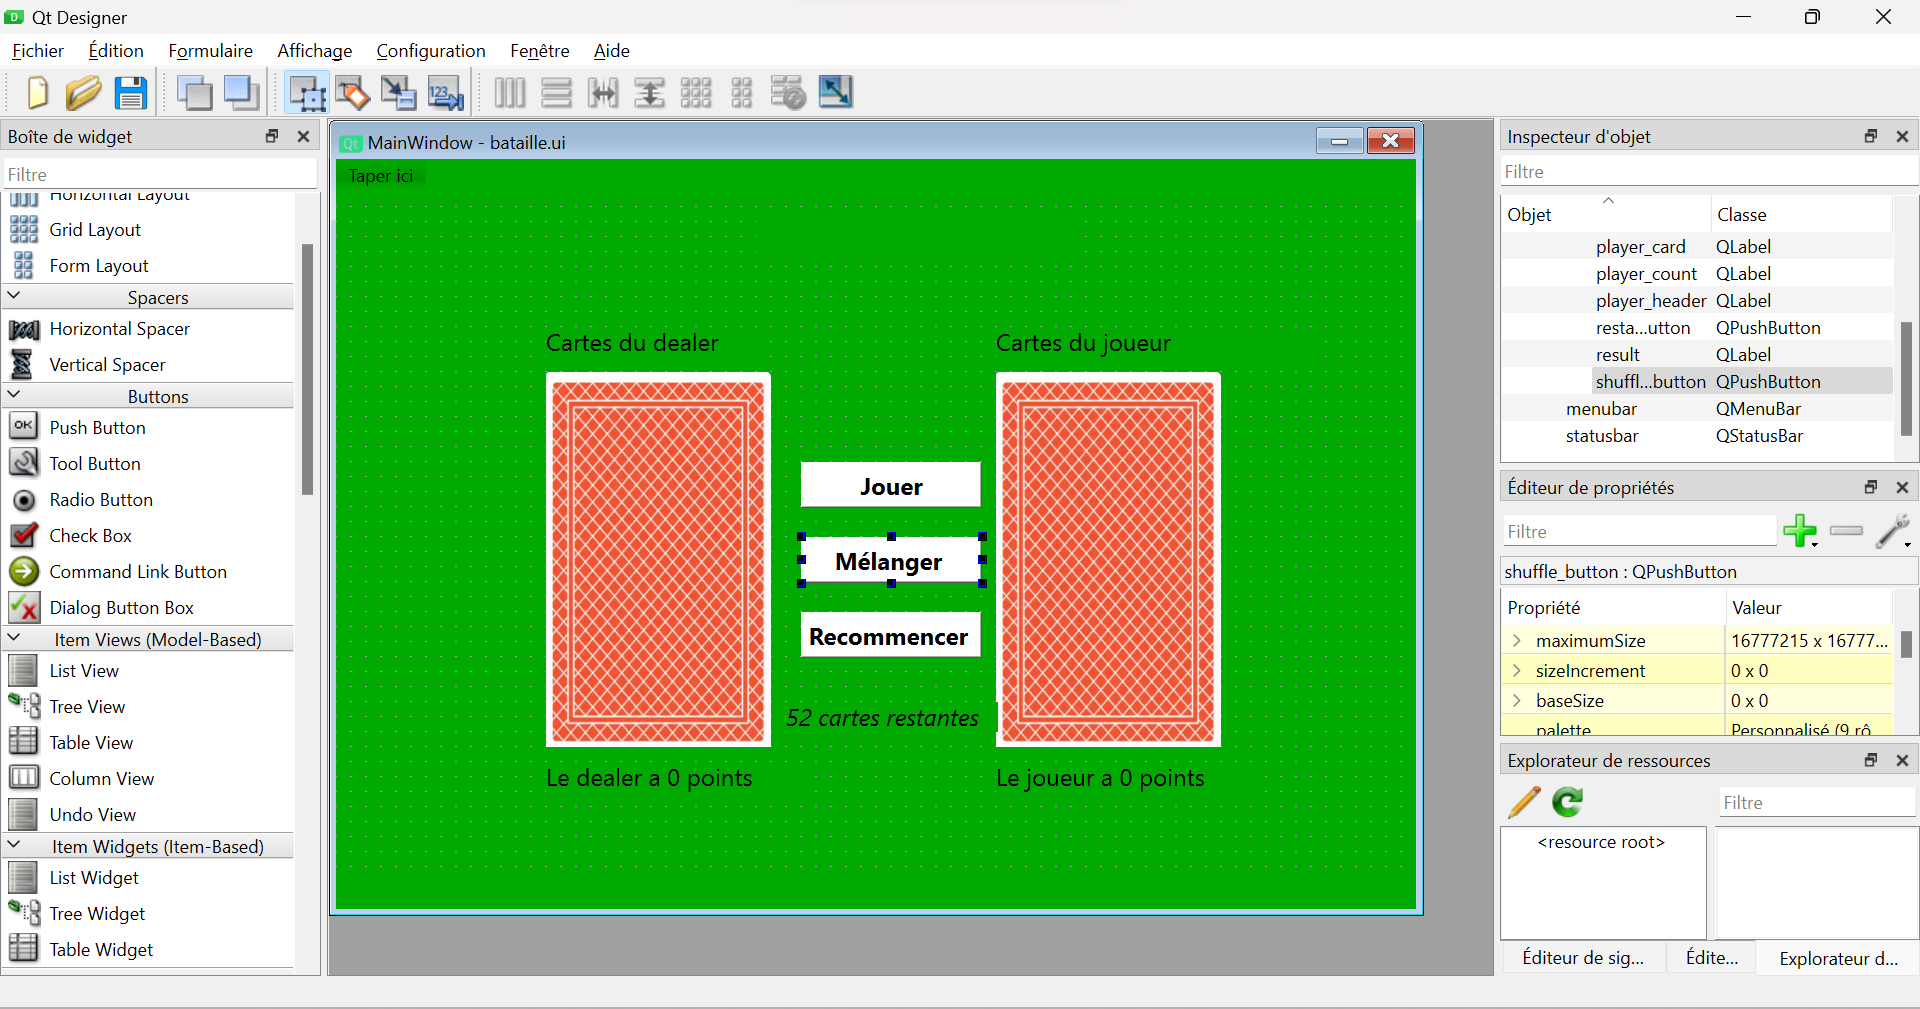 Qt Designer
Fichier Édition Formulaire Affichage Configuration Fenêtre Aide
123
Boîte de widget
Filtre
Horizontal Layout
Grid Layout
Form Layout
Spacers
Horizontal Spacer
Vertical Spacer
Buttons
OK Push Button
Tool Button
Radio Button
Check Box
Command Link Button
Dialog Button Box
Item Views (Model-Based)
List View
Tree View
Table View
Column View
Undo View
Item Widgets (Item-Based)
List Widget
Tree Widget
Table Widget
Qt MainWindow - bataille.ui
Taper ici
Cartes du dealer
Cartes du joueur
Jouer
Mélanger
Recommencer
52 cartes restantes
Le dealer a 0 points
Le joueur a 0 points
Inspecteur d'objet
Filtre
Objet Classe
player_card QLabel
player_count QLabel
player_header QLabel
resta...utton QPushButton
result QLabel
shuffl...button QPushButton
menubar QMenuBar
statusbar QStatusBar
Éditeur de propriétés
Filtre
shuffle_button : QPushButton
Propriété Valeur
maximumSize 16777215 x 16777...
sizeIncrement 0 x 0
baseSize 0 x 0
palette Personnalisé (9 rô
Explorateur de ressources
Filtre
<resource root>
Éditeur de sig... Édite... Explorateur d...